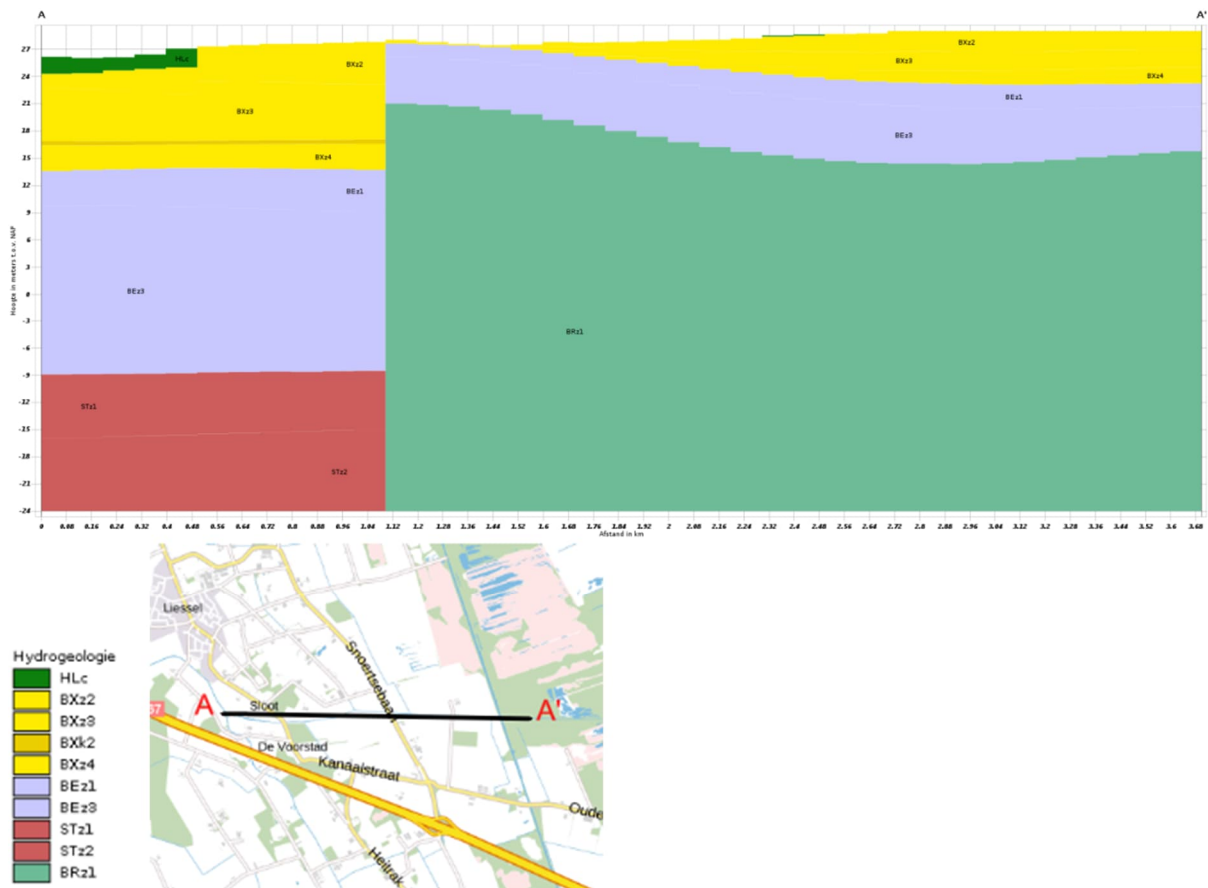 A A'
HLc
BXz2
BXz2
BXz3
BXz3
BXz4
BEz1
BXz4
BEz3
BEz1
BEz3
BRz1
STz1
STz2
Hoogte in meters t.o.v. NAP
27
24
21
18
15
12
9
6
3
0
-3
-6
-9
-12
-15
-18
-21
-24
0 0.08 0.16 0.24 0.32 0.4 0.48 0.56 0.64 0.72 0.8 0.88 0.96 1.04 1.12 1.2 1.28 1.36 1.44 1.52 1.6 1.68 1.76 1.84 1.92 2 2.08 2.16 2.24 2.32 2.4 2.48 2.56 2.64 2.72 2.8 2.88 2.96 3.04 3.12 3.2 3.28 3.36 3.44 3.52 3.6 3.68
Afstand in km
Liessel
Snoertsebaan
A Sloot A'
67
De Voorstad
Kanaalstraat
Oude
Heitrak
Hydrogeologie
HLc
BXz2
BXz3
BXk2
BXz4
BEz1
BEz3
STz1
STz2
BRz1